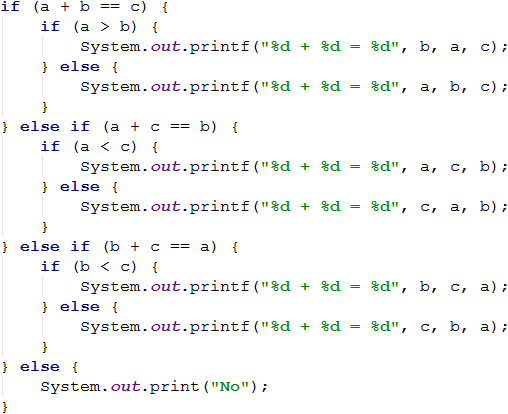 if (a + b == c) {
    if (a > b) {
        System.out.printf("%d + %d = %d", b, a, c);
    } else {
        System.out.printf("%d + %d = %d", a, b, c);
    }
} else if (a + c == b) {
    if (a < c) {
        System.out.printf("%d + %d = %d", a, c, b);
    } else {
        System.out.printf("%d + %d = %d", c, a, b);
    }
} else if (b + c == a) {
    if (b < c) {
        System.out.printf("%d + %d = %d", b, c, a);
    } else {
        System.out.printf("%d + %d = %d", c, b, a);
    }
} else {
    System.out.print("No");
}